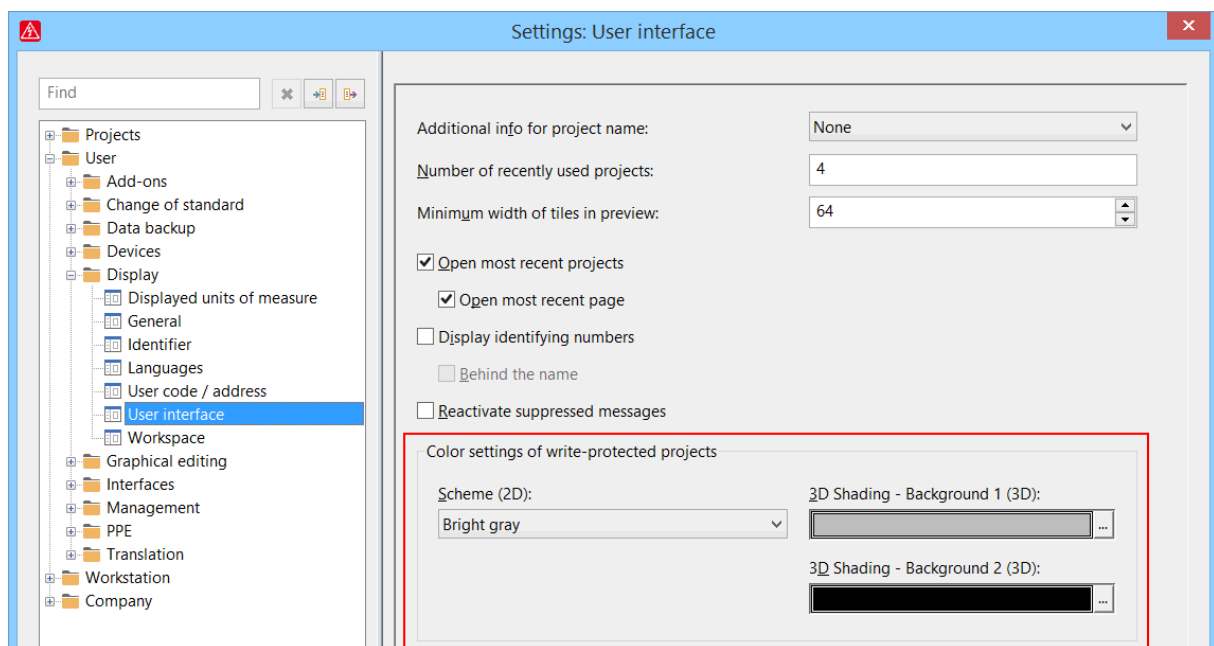 Settings: User interface
Find
Projects
User
Add-ons
Change of standard
Data backup
Devices
Display
Displayed units of measure
General
Identifier
Languages
User code / address
User interface
Workspace
Graphical editing
Interfaces
Management
PPE
Translation
Workstation
Company
Additional info for project name:
None
Number of recently used projects:
4
Minimum width of tiles in preview:
64
Open most recent projects
Open most recent page
Display identifying numbers
Behind the name
Reactivate suppressed messages
Color settings of write-protected projects
Scheme (2D):
Bright gray
3D Shading - Background 1 (3D):
...
3D Shading - Background 2 (3D):
...